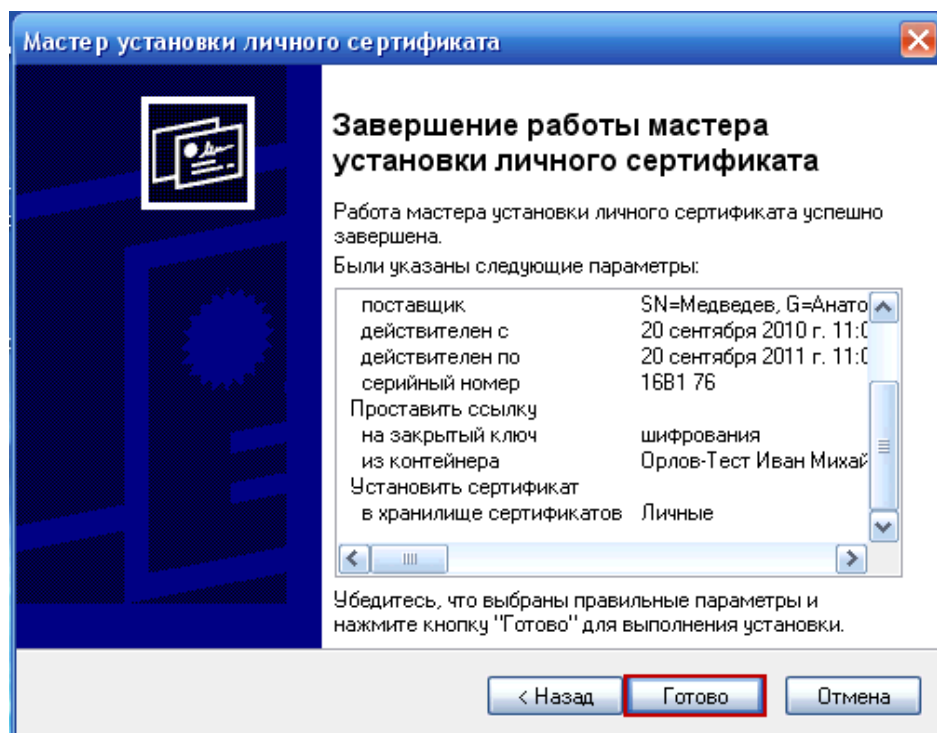 Мастер установки личного сертификата
Завершение работы мастера
установки личного сертификата
Работа мастера установки личного сертификата успешно
завершена.
Были указаны следующие параметры:
поставщик SN=Медведев, G=Анато
действителен с 20 сентября 2010 г. 11:0
действителен по 20 сентября 2011 г. 11:0
серийный номер 16B1 76
Проставить ссылку
на закрытый ключ шифрования
из контейнера Орлов-Тест Иван Михай
Установить сертификат
в хранилище сертификатов Личные
Убедитесь, что выбраны правильные параметры и
нажмите кнопку "Готово" для выполнения установки.
< Назад Готово Отмена